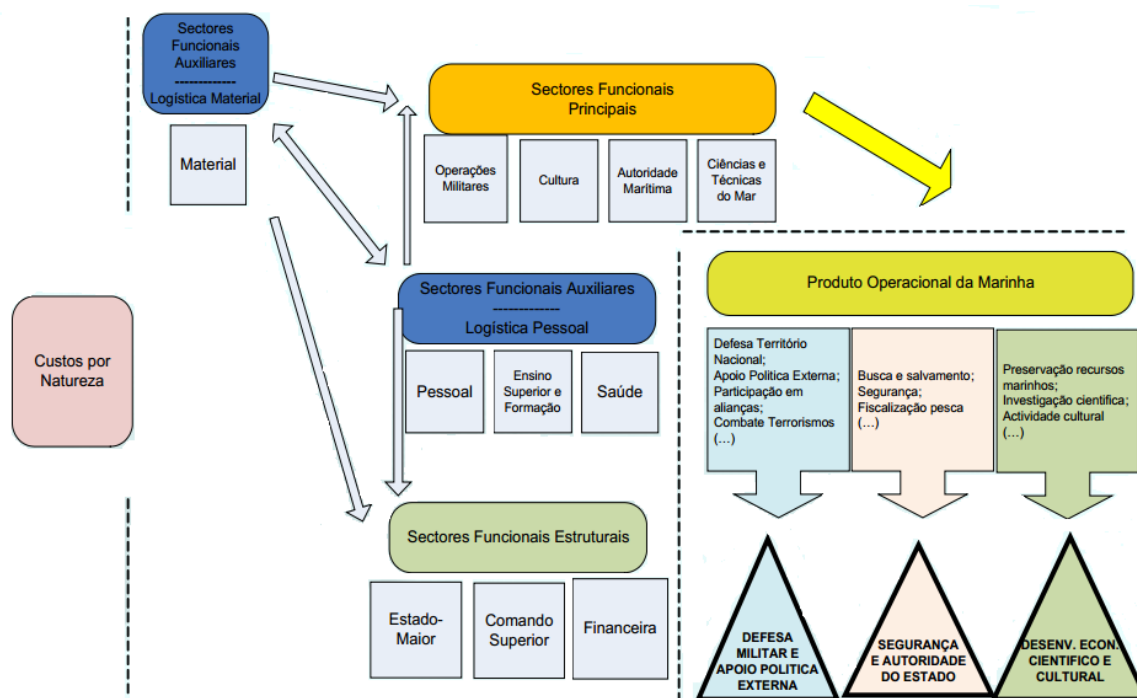 Sectores
Funcionais
Auxiliares
-------------
Logística Material
Material
Sectores Funcionais
Principais
Operações
Militares
Cultura
Autoridade
Marítima
Ciências e
Técnicas
do Mar
Custos por
Natureza
Sectores Funcionais Auxiliares
-------------
Logística Pessoal
Pessoal
Ensino
Superior e
Formação
Saúde
Sectores Funcionais Estruturais
Estado-
Maior
Comando
Superior
Financeira
Produto Operacional da Marinha
Defesa Território
Nacional;
Apoio Politica Externa;
Participação em
alianças;
Combate Terrorismos
(…)
Busca e salvamento;
Segurança;
Fiscalização pesca
(…)
Preservação recursos
marinhos;
Investigação cientifica;
Actividade cultural
(…)
DEFESA
MILITAR E
APOIO POLITICA
EXTERNA
SEGURANÇA
E AUTORIDADE
DO ESTADO
DESENV. ECON.
CIENTIFICO E
CULTURAL